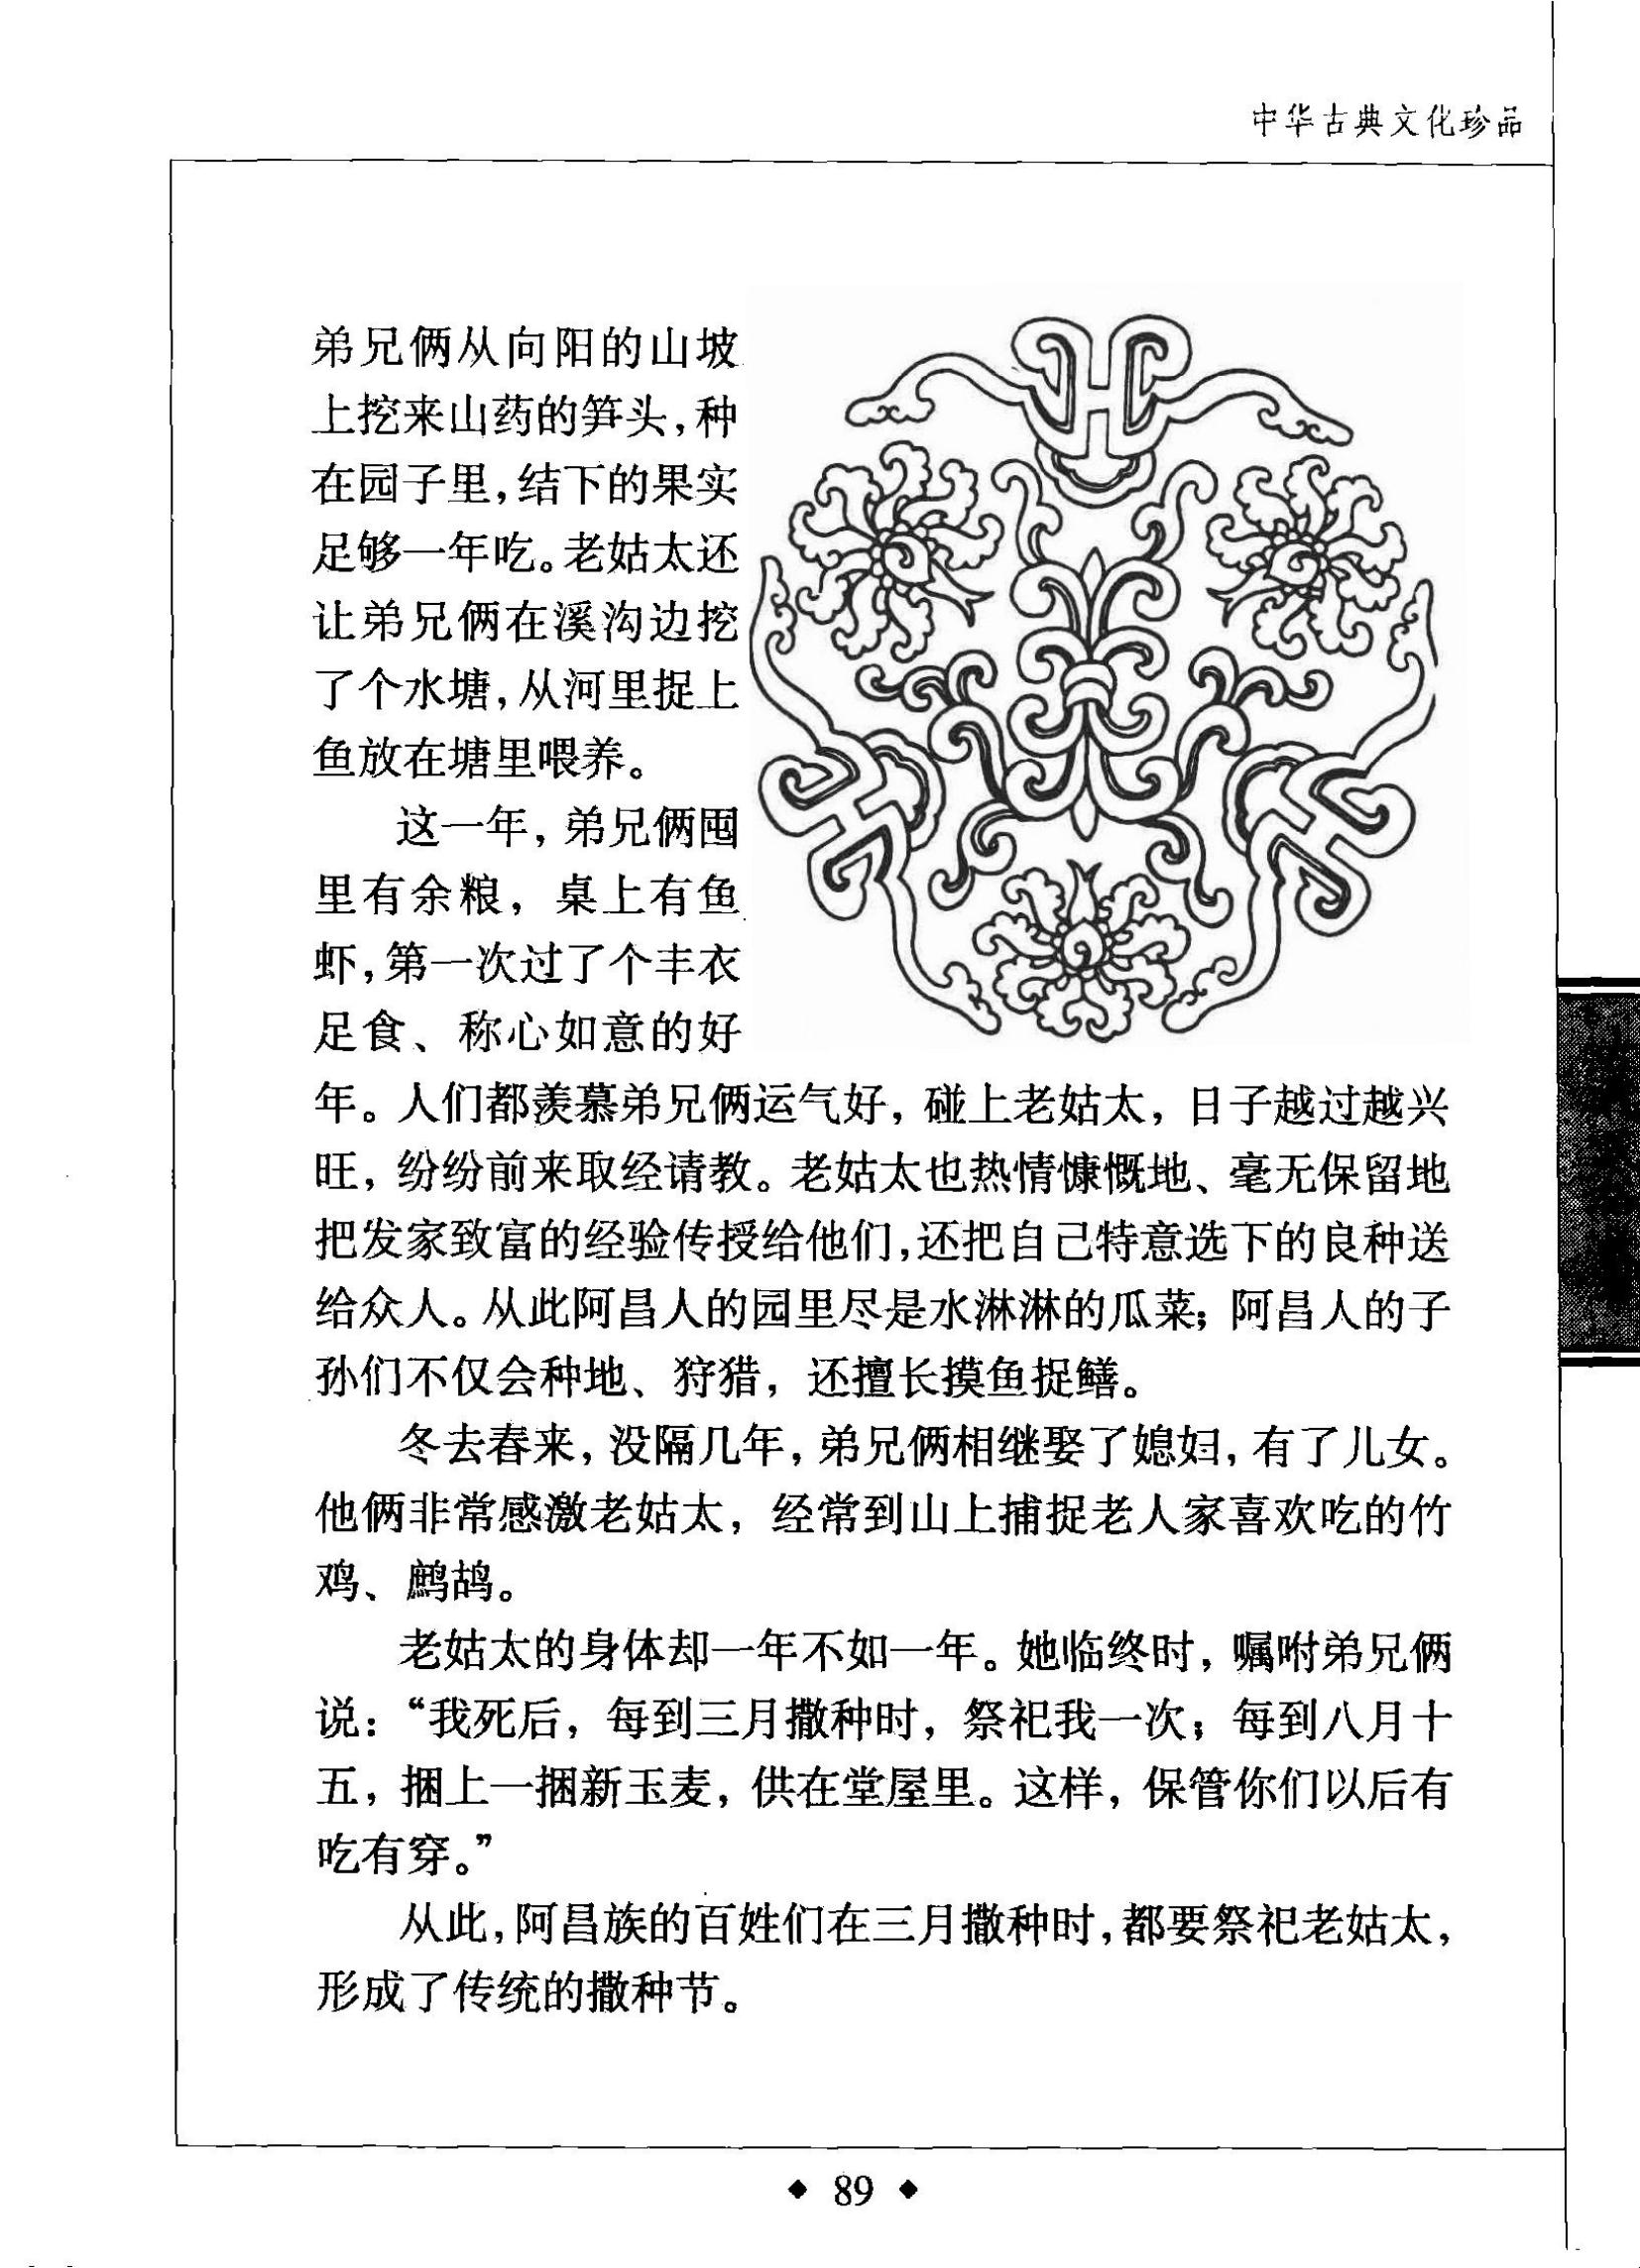 中华古典文化珍品
弟兄俩从向阳的山坡
上挖来山药的笋头，种
在园子里，结下的果实
足够一年吃。老姑太还
让弟兄俩在溪沟边挖
了个水塘，从河里捉上
鱼放在塘里喂养。
这一年，弟兄俩囤
里有余粮，桌上有鱼
虾，第一次过了个丰衣
足食、称心如意的好
年。人们都羡慕弟兄俩运气好，碰上老姑太，日子越过越兴
旺，纷纷前来取经请教。老姑太也热情慷慨地、毫无保留地
把发家致富的经验传授给他们，还把自己特意选下的良种送
给众人。从此阿昌人的园里尽是水淋淋的瓜菜；阿昌人的子
孙们不仅会种地、狩猎，还擅长摸鱼捉鳝。
冬去春来，没隔几年，弟兄俩相继娶了媳妇，有了儿女。
他俩非常感激老姑太，经常到山上捕捉老人家喜欢吃的竹
鸡、鹧鸪。
老姑太的身体却一年不如一年。她临终时，嘱咐弟兄俩
说：“我死后，每到三月撒种时，祭祀我一次；每到八月十
五，捆上一捆新玉麦，供在堂屋里。这样，保管你们以后有
吃有穿。”
从此，阿昌族的百姓们在三月撒种时，都要祭祀老姑太，
形成了传统的撒种节。
◆ 89 ◆